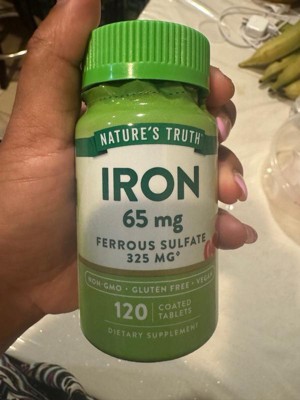 NATURE'S TRUTH
IRON
65 mg
FERROUS SULFATE
325 MG◊
NON-GMO • GLUTEN FREE • VEGAN
120 COATED
TABLETS
DIETARY SUPPLEMENT